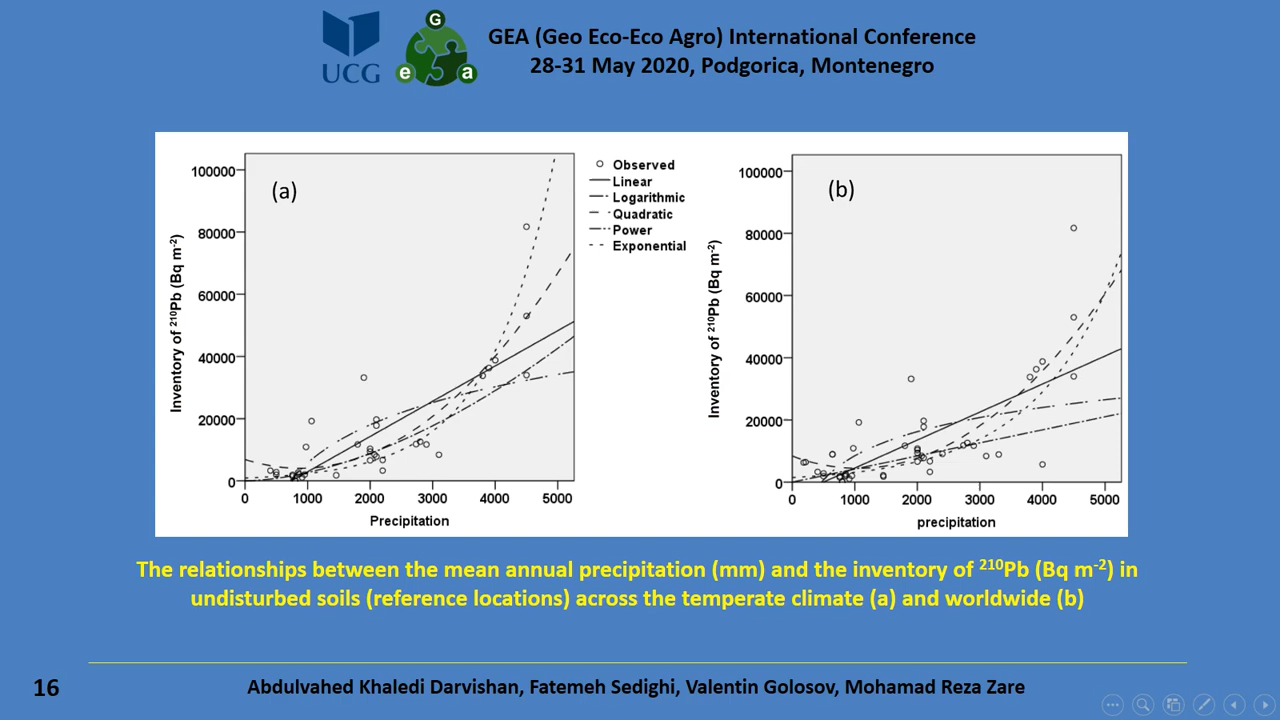 UCG
G
e
a
GEA (Geo Eco-Eco Agro) International Conference
28-31 May 2020, Podgorica, Montenegro
(a)
100000
80000
60000
40000
20000
0
Inventory of ²¹⁰Pb (Bq m⁻²)
0 1000 2000 3000 4000 5000
Precipitation
Observed
Linear
Logarithmic
Quadratic
Power
Exponential
(b)
100000
80000
60000
40000
20000
0
Inventory of ²¹⁰Pb (Bq m⁻²)
0 1000 2000 3000 4000 5000
precipitation
The relationships between the mean annual precipitation (mm) and the inventory of ²¹⁰Pb (Bq m⁻²) in
undisturbed soils (reference locations) across the temperate climate (a) and worldwide (b)
16
Abdulvahed Khaledi Darvishan, Fatemeh Sedighi, Valentin Golosov, Mohamad Reza Zare